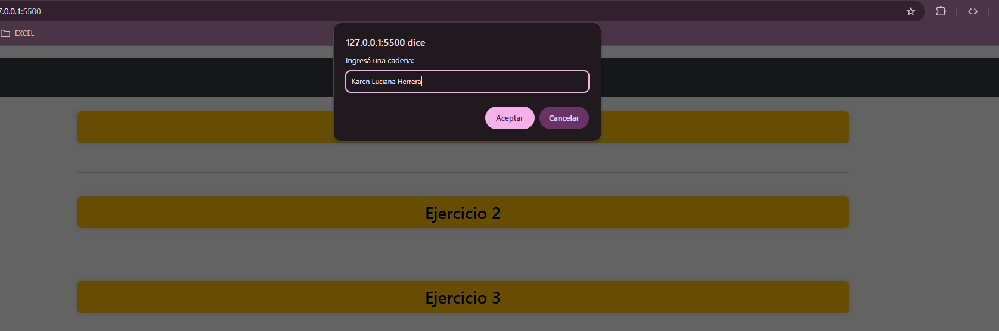 7.0.0.1:5500
EXCEL
127.0.0.1:5500 dice
Ingresá una cadena:
Karen Luciana Herrera
Aceptar Cancelar
Ejercicio 2
Ejercicio 3